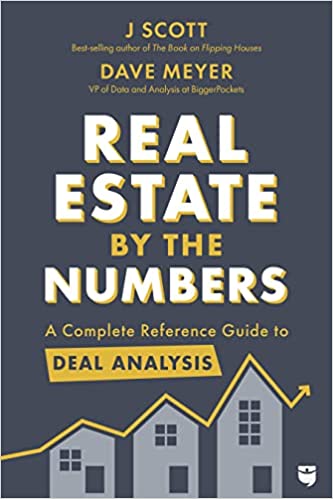 J SCOTT
Best-selling author of The Book on Flipping Houses
DAVE MEYER
VP of Data and Analysis at BiggerPockets
REAL
ESTATE
BY THE
NUMBERS
A Complete Reference Guide to
DEAL ANALYSIS